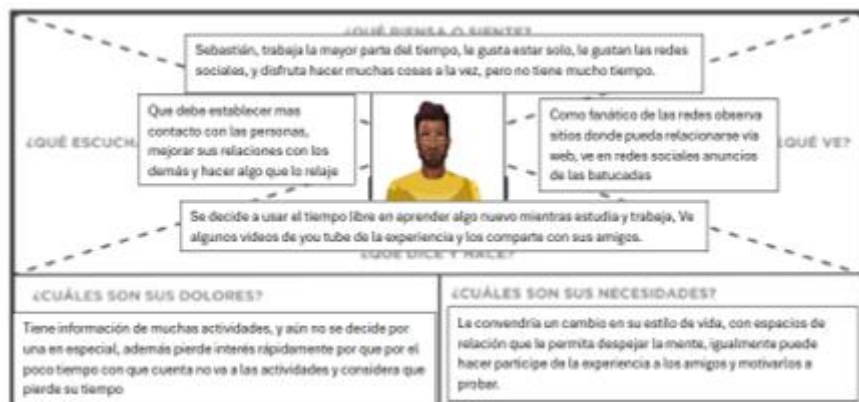 ¿QUÉ PIENSA O SIENTE?
Sebastián, trabaja la mayor parte del tiempo, le gusta estar solo, le gustan las redes
sociales, y disfruta hacer muchas cosas a la vez, pero no tiene mucho tiempo.
¿QUÉ ESCUCHA
Que debe establecer mas
contacto con las personas,
mejorar sus relaciones con los
demás y hacer algo que lo relaje
Como fanático de las redes observa
sitios donde pueda relacionarse vía
web, ve en redes sociales anuncios
de las batucadas
¿QUÉ VE?
Se decide a usar el tiempo libre en aprender algo nuevo mientras estudia y trabaja, Ve
algunos videos de you tube de la experiencia y los comparte con sus amigos.
¿QUÉ DICE Y HACE?
¿CUÁLES SON SUS DOLORES?
Tiene información de muchas actividades, y aún no se decide por
una en especial, además pierde interés rápidamente por que por el
poco tiempo con que cuenta no va a las actividades y considera que
pierde su tiempo
¿CUÁLES SON SUS NECESIDADES?
Le convendría un cambio en su estilo de vida, con espacios de
relación que le permita despejar la mente, igualmente puede
hacer participe de la experiencia a los amigos y motivarlos a
probar.